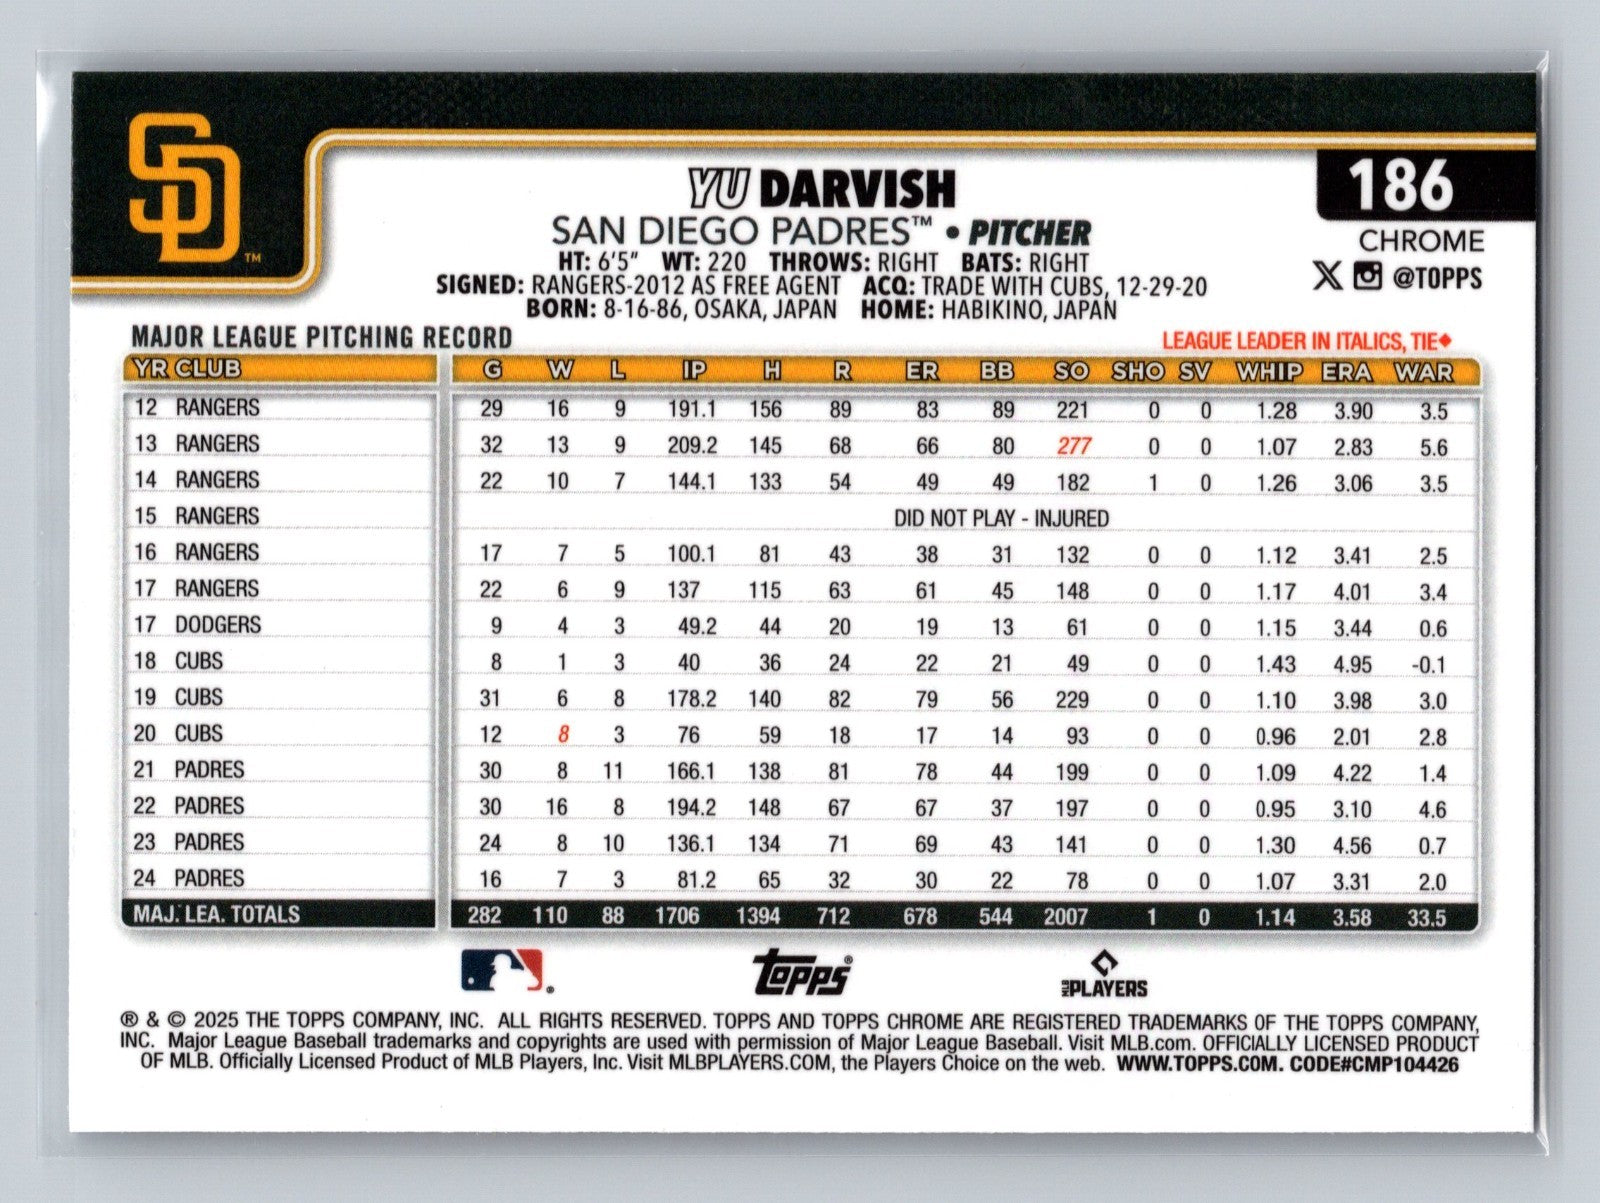 SD™
YU DARVISH
186
SAN DIEGO PADRES™ • PITCHER
CHROME
HT: 6'5" WT: 220 THROWS: RIGHT BATS: RIGHT
X @TOPPS
SIGNED: RANGERS-2012 AS FREE AGENT ACQ: TRADE WITH CUBS, 12-29-20
BORN: 8-16-86, OSAKA, JAPAN HOME: HABIKINO, JAPAN
MAJOR LEAGUE PITCHING RECORD LEAGUE LEADER IN ITALICS, TIE♦
YR CLUB G W L IP H R ER BB SO SHO SV WHIP ERA WAR
12 RANGERS 29 16 9 191.1 156 89 83 89 221 0 0 1.28 3.90 3.5
13 RANGERS 32 13 9 209.2 145 68 66 80 277 0 0 1.07 2.83 5.6
14 RANGERS 22 10 7 144.1 133 54 49 49 182 1 0 1.26 3.06 3.5
15 RANGERS DID NOT PLAY - INJURED
16 RANGERS 17 7 5 100.1 81 43 38 31 132 0 0 1.12 3.41 2.5
17 RANGERS 22 6 9 137 115 63 61 45 148 0 0 1.17 4.01 3.4
17 DODGERS 9 4 3 49.2 44 20 19 13 61 0 0 1.15 3.44 0.6
18 CUBS 8 1 3 40 36 24 22 21 49 0 0 1.43 4.95 -0.1
19 CUBS 31 6 8 178.2 140 82 79 56 229 0 0 1.10 3.98 3.0
20 CUBS 12 8 3 76 59 18 17 14 93 0 0 0.96 2.01 2.8
21 PADRES 30 8 11 166.1 138 81 78 44 199 0 0 1.09 4.22 1.4
22 PADRES 30 16 8 194.2 148 67 67 37 197 0 0 0.95 3.10 4.6
23 PADRES 24 8 10 136.1 134 71 69 43 141 0 0 1.30 4.56 0.7
24 PADRES 16 7 3 81.2 65 32 30 22 78 0 0 1.07 3.31 2.0
MAJ. LEA. TOTALS 282 110 88 1706 1394 712 678 544 2007 1 0 1.14 3.58 33.5
® Topps® MLB PLAYERS
® & © 2025 THE TOPPS COMPANY, INC. ALL RIGHTS RESERVED. TOPPS AND TOPPS CHROME ARE REGISTERED TRADEMARKS OF THE TOPPS COMPANY,
INC. Major League Baseball trademarks and copyrights are used with permission of Major League Baseball. Visit MLB.com. OFFICIALLY LICENSED PRODUCT
OF MLB. Officially Licensed Product of MLB Players, Inc. Visit MLBPLAYERS.COM, the Players Choice on the web. WWW.TOPPS.COM. CODE#CMP104426